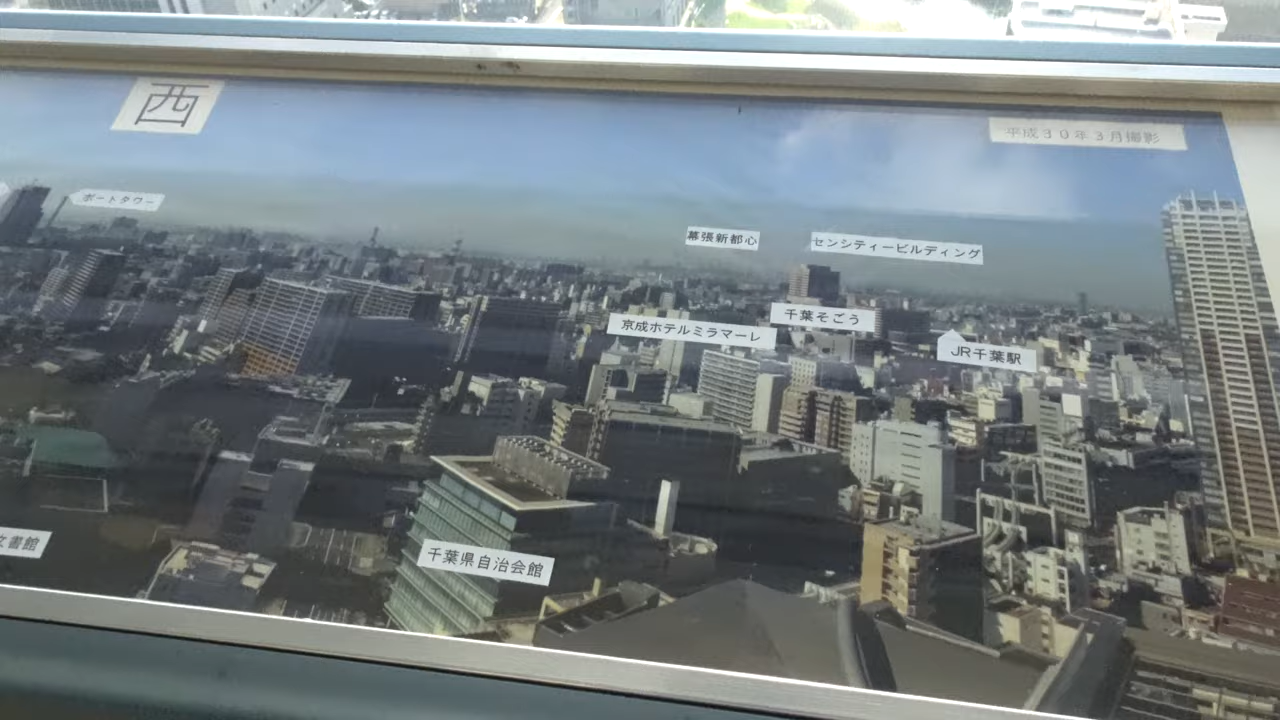 西
平成30年3月撮影
ポートタワー
幕張新都心
センシティービルディング
京成ホテルミラマーレ
千葉そごう
JR千葉駅
文書館
千葉県自治会館